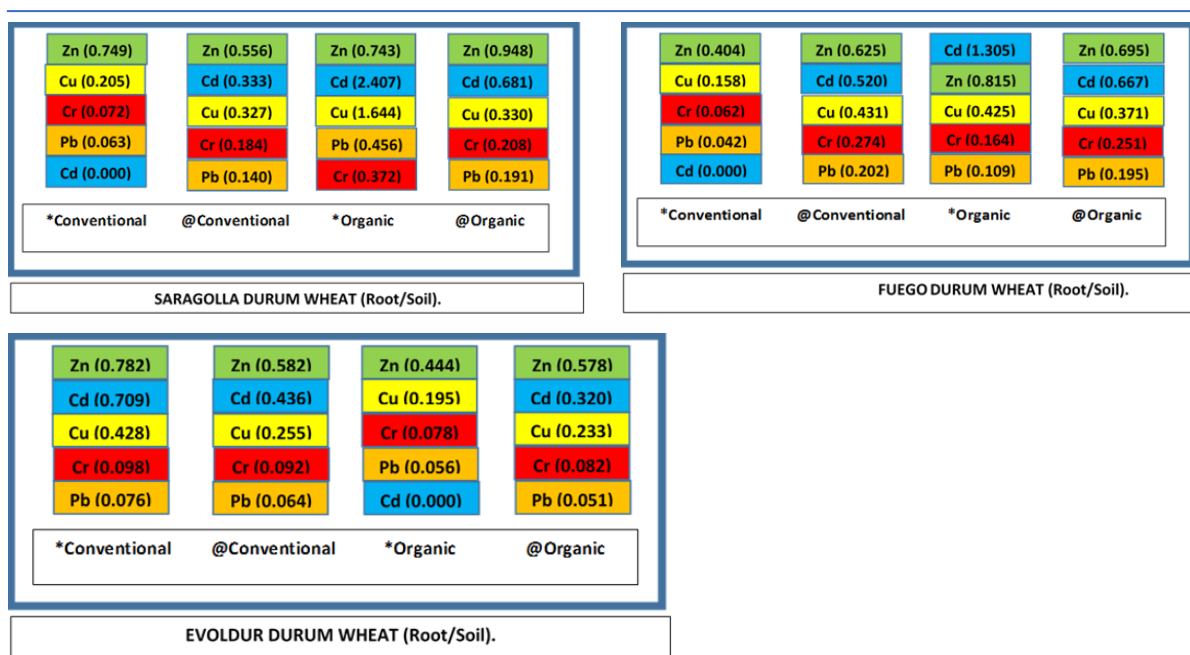 Zn (0.749) Zn (0.556) Zn (0.743) Zn (0.948)
Cu (0.205) Cd (0.333) Cd (2.407) Cd (0.681)
Cr (0.072) Cu (0.327) Cu (1.644) Cu (0.330)
Pb (0.063) Cr (0.184) Pb (0.456) Cr (0.208)
Cd (0.000) Pb (0.140) Cr (0.372) Pb (0.191)
*Conventional @Conventional *Organic @Organic
SARAGOLLA DURUM WHEAT (Root/Soil).
Zn (0.404) Zn (0.625) Cd (1.305) Zn (0.695)
Cu (0.158) Cd (0.520) Zn (0.815) Cd (0.667)
Cr (0.062) Cu (0.431) Cu (0.425) Cu (0.371)
Pb (0.042) Cr (0.274) Cr (0.164) Cr (0.251)
Cd (0.000) Pb (0.202) Pb (0.109) Pb (0.195)
*Conventional @Conventional *Organic @Organic
FUEGO DURUM WHEAT (Root/Soil).
Zn (0.782) Zn (0.582) Zn (0.444) Zn (0.578)
Cd (0.709) Cd (0.436) Cu (0.195) Cd (0.320)
Cu (0.428) Cu (0.255) Cr (0.078) Cu (0.233)
Cr (0.098) Cr (0.092) Pb (0.056) Cr (0.082)
Pb (0.076) Pb (0.064) Cd (0.000) Pb (0.051)
*Conventional @Conventional *Organic @Organic
EVOLDUR DURUM WHEAT (Root/Soil).